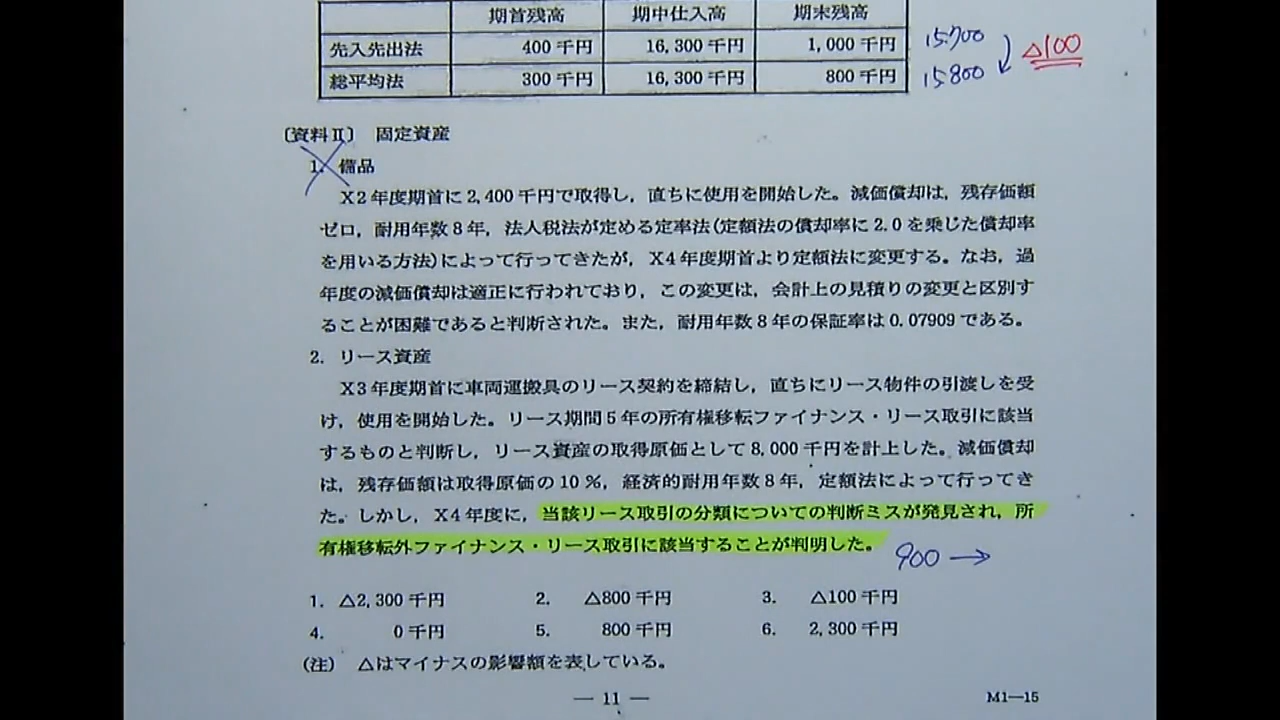 期首残高 期中仕入高 期末残高
先入先出法 400千円 16,300千円 1,000千円 15700
△100
総平均法 300千円 16,300千円 800千円 15800
〔資料Ⅱ〕 固定資産
1. 備品
X2年度期首に2,400千円で取得し,直ちに使用を開始した。減価償却は,残存価額
ゼロ,耐用年数8年,法人税法が定める定率法(定額法の償却率に2.0を乗じた償却率
を用いる方法)によって行ってきたが,X4年度期首より定額法に変更する。なお,過
年度の減価償却は適正に行われており,この変更は,会計上の見積りの変更と区別す
ることが困難であると判断された。また,耐用年数8年の保証率は0.07909である。
2. リース資産
X3年度期首に車両運搬具のリース契約を締結し,直ちにリース物件の引渡しを受
け,使用を開始した。リース期間5年の所有権移転ファイナンス・リース取引に該当
するものと判断し,リース資産の取得原価として8,000千円を計上した。減価償却
は,残存価額は取得原価の10%,経済的耐用年数8年,定額法によって行ってき
た。しかし,X4年度に,当該リース取引の分類についての判断ミスが発見され,所
有権移転外ファイナンス・リース取引に該当することが判明した。
900 →
1. △2,300千円 2. △800千円 3. △100千円
4. 0千円 5. 800千円 6. 2,300千円
(注) △はマイナスの影響額を表している。
― 11 ―
M1―15